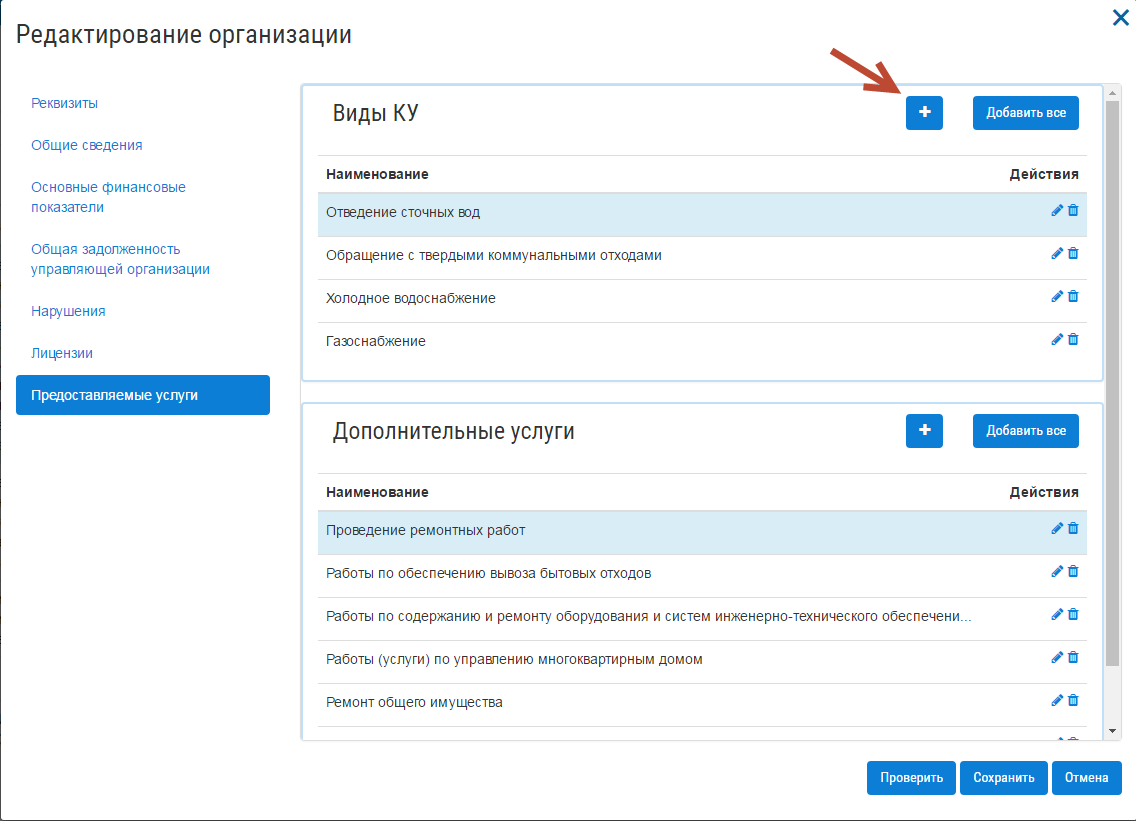 Редактирование организации
Реквизиты
Общие сведения
Основные финансовые
показатели
Общая задолженность
управляющей организации
Нарушения
Лицензии
Предоставляемые услуги
Виды КУ
Добавить все
Наименование Действия
Отведение сточных вод
Обращение с твердыми коммунальными отходами
Холодное водоснабжение
Газоснабжение
Дополнительные услуги
Добавить все
Наименование Действия
Проведение ремонтных работ
Работы по обеспечению вывоза бытовых отходов
Работы по содержанию и ремонту оборудования и систем инженерно-технического обеспечени...
Работы (услуги) по управлению многоквартирным домом
Ремонт общего имущества
Проверить Сохранить Отмена